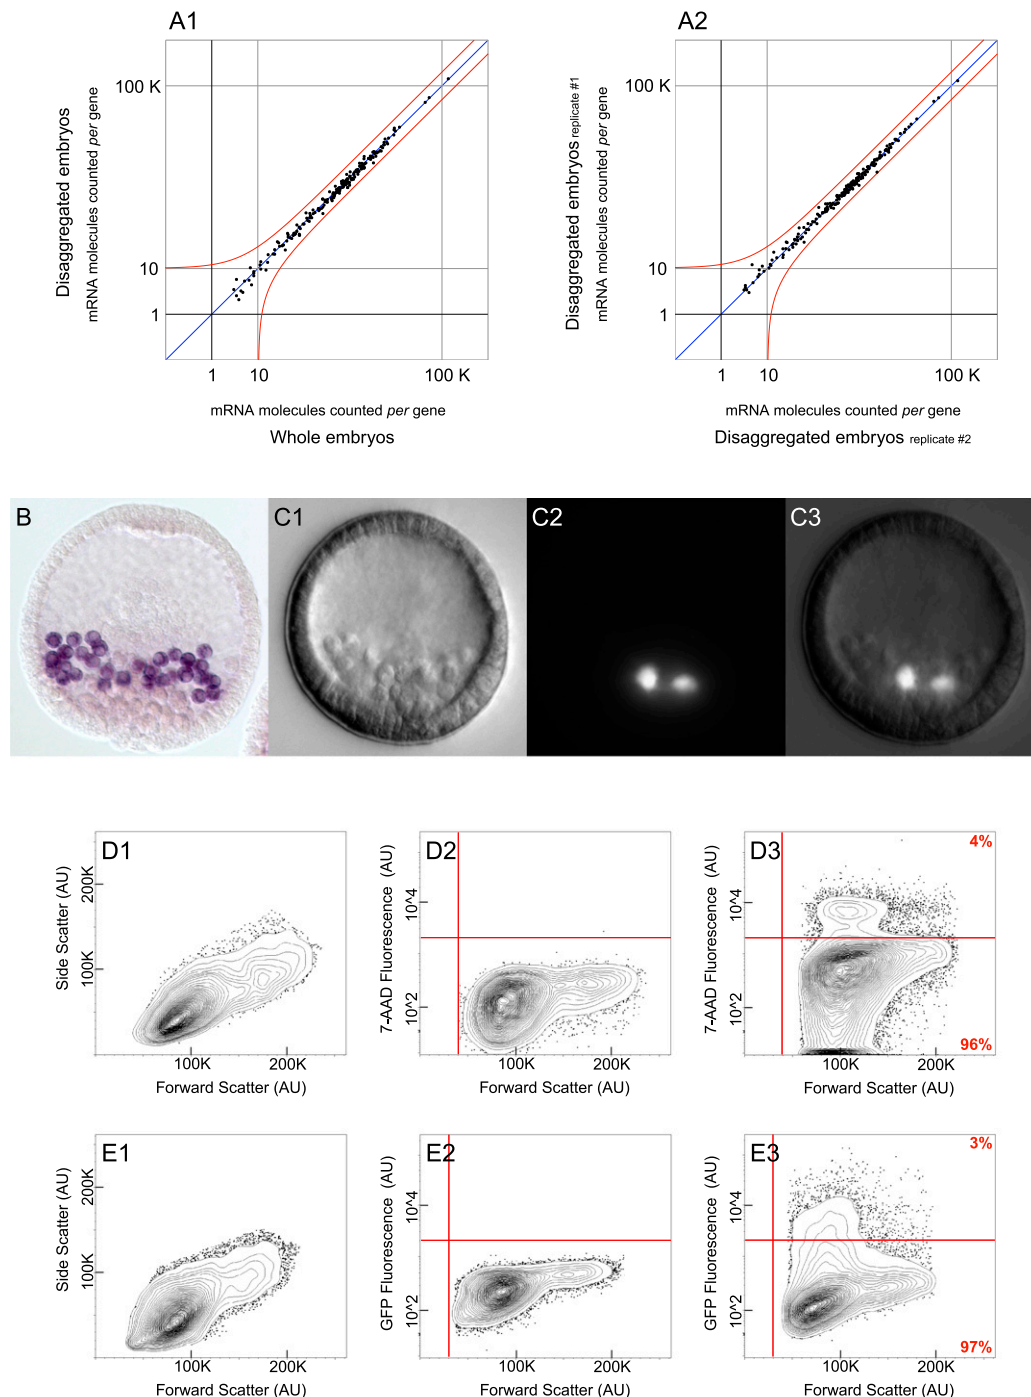 A1
Disaggregated embryos
mRNA molecules counted per gene
100 K
10
1
1
10
100 K
mRNA molecules counted per gene
Whole embryos
A2
Disaggregated embryos replicate #1
mRNA molecules counted per gene
100 K
10
1
1
10
100 K
mRNA molecules counted per gene
Disaggregated embryos replicate #2
B
C1
C2
C3
D1
Side Scatter (AU)
200K
100K
100K
200K
Forward Scatter (AU)
D2
7-AAD Fluorescence (AU)
10^4
10^2
100K
200K
Forward Scatter (AU)
D3
4%
7-AAD Fluorescence (AU)
10^4
10^2
96%
100K
200K
Forward Scatter (AU)
E1
Side Scatter (AU)
200K
100K
100K
200K
Forward Scatter (AU)
E2
GFP Fluorescence (AU)
10^4
10^2
100K
200K
Forward Scatter (AU)
E3
3%
GFP Fluorescence (AU)
10^4
10^2
97%
100K
200K
Forward Scatter (AU)